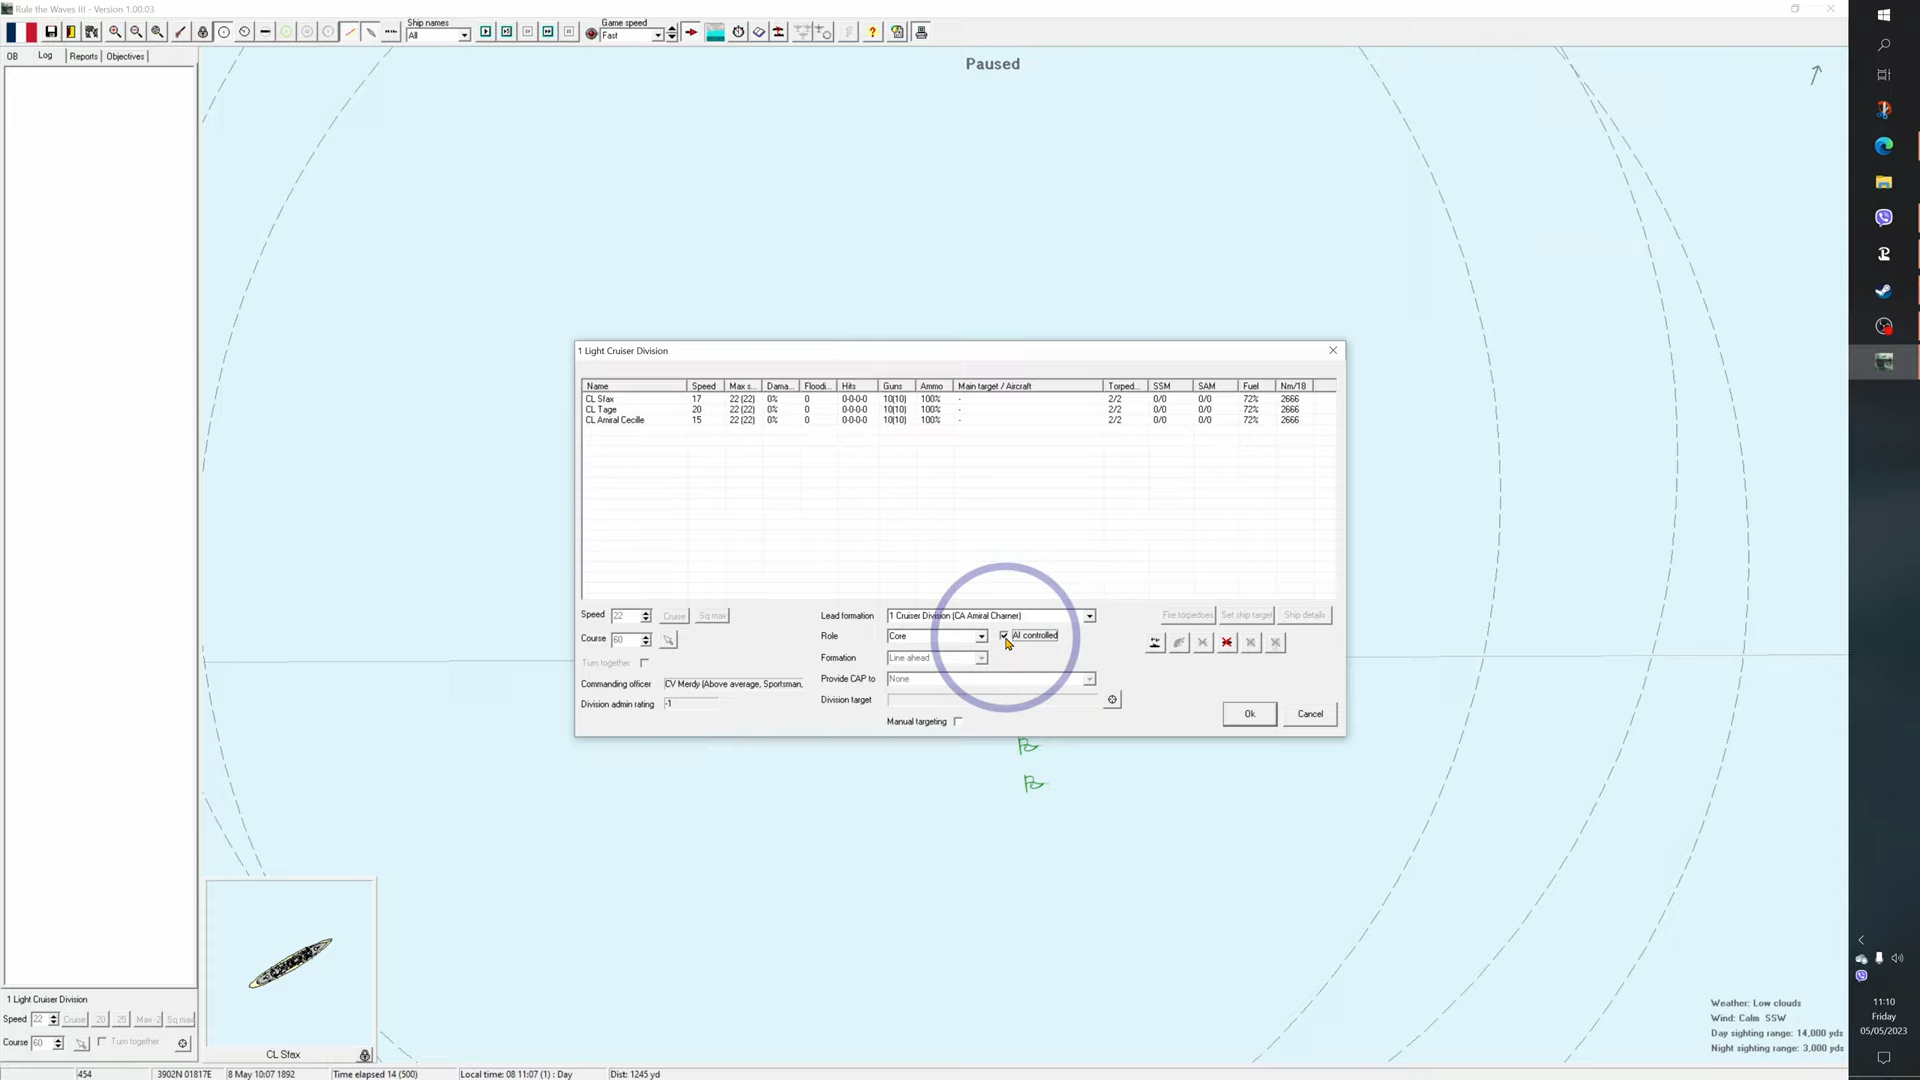 Rule the Waves III - Version 1.00.03
Ship names
All
Game speed
Fast
OB Log Reports Objectives
Paused
1 Light Cruiser Division
Name Speed Max s... Dama... Floodi... Hits Guns Ammo Main target / Aircraft Torped... SSM SAM Fuel Nm/18
CL Sfax 17 22 (22) 0% 0 0-0-0-0 10(10) 100% - 2/2 0/0 0/0 72% 2666
CL Tage 20 22 (22) 0% 0 0-0-0-0 10(10) 100% - 2/2 0/0 0/0 72% 2666
CL Amiral Cecille 15 22 (22) 0% 0 0-0-0-0 10(10) 100% - 2/2 0/0 0/0 72% 2666
Speed 22 Cruise Sq max
Course 60
Turn together
Commanding officer CV Merdy (Above average, Sportsman,
Division admin rating -1
Lead formation 1 Cruiser Division (CA Amiral Charner)
Role Core AI controlled
Formation Line ahead
Provide CAP to None
Division target
Manual targeting
Fire torpedoes Set ship target Ship details
Ok Cancel
1 Light Cruiser Division
Speed 22 Cruise 20 25 Max -2 Sq max
Course 60 Turn together
CL Sfax
Weather: Low clouds
Wind: Calm SSW
Day sighting range: 14,000 yds
Night sighting range: 3,000 yds
454 3902N 01817E 8 May 10:07 1892 Time elapsed 14 (500) Local time: 08 11:07 (1) : Day Dist: 1245 yd
11:10
Friday
05/05/2023